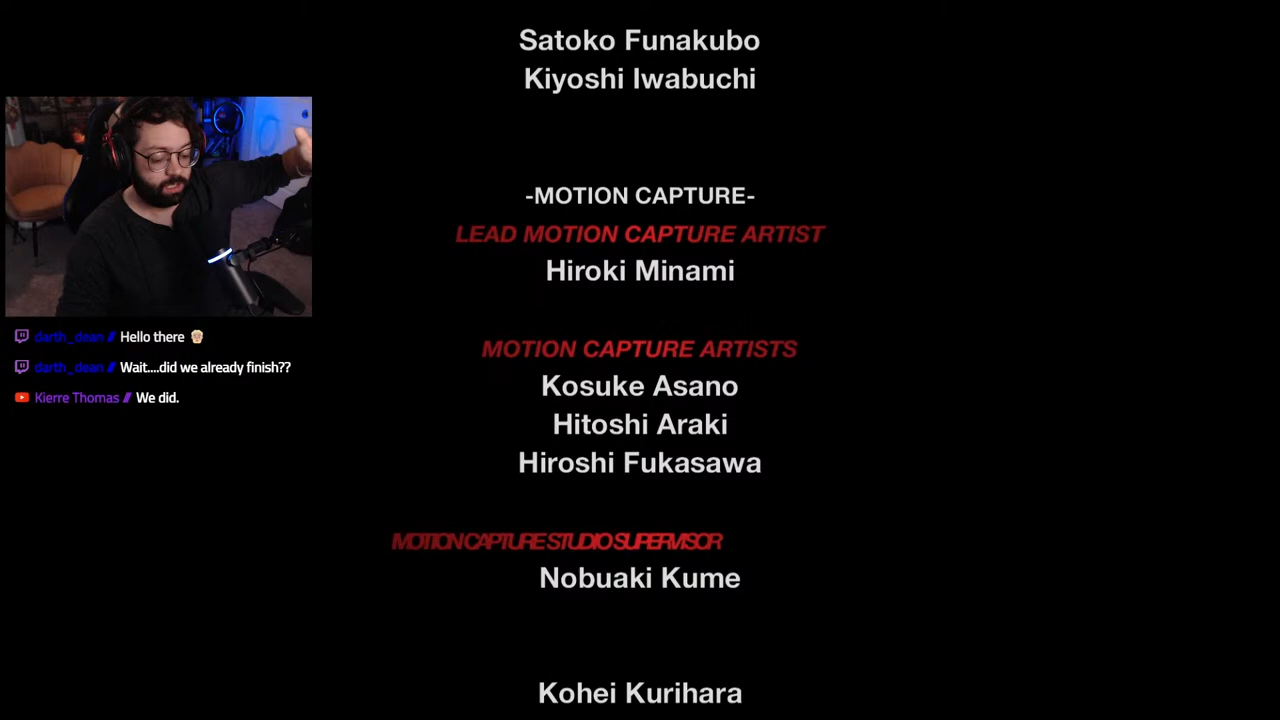 Satoko Funakubo
Kiyoshi Iwabuchi
-MOTION CAPTURE-
LEAD MOTION CAPTURE ARTIST
Hiroki Minami
MOTION CAPTURE ARTISTS
Kosuke Asano
Hitoshi Araki
Hiroshi Fukasawa
MOTION CAPTURE STUDIO SUPERVISOR
Nobuaki Kume
Kohei Kurihara
darth_dean // Hello there
darth_dean // Wait....did we already finish??
Kierre Thomas // We did.